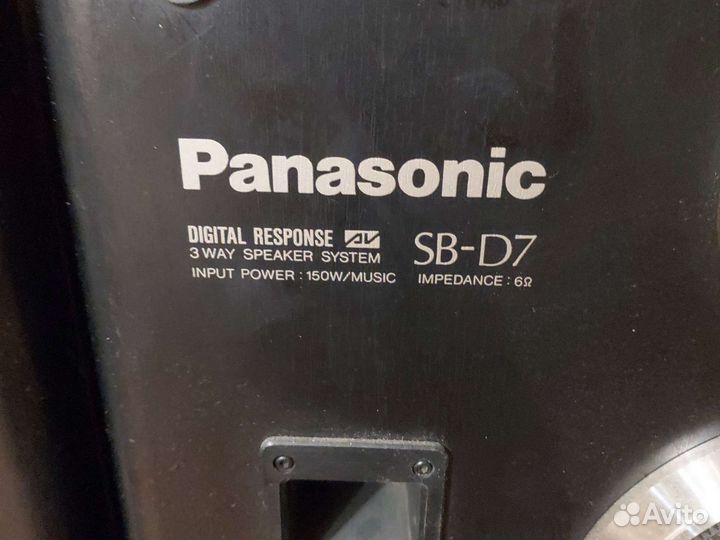 Panasonic
DIGITAL RESPONSE AV SB-D7
3 WAY SPEAKER SYSTEM
INPUT POWER : 150W/MUSIC IMPEDANCE : 6Ω
Avito